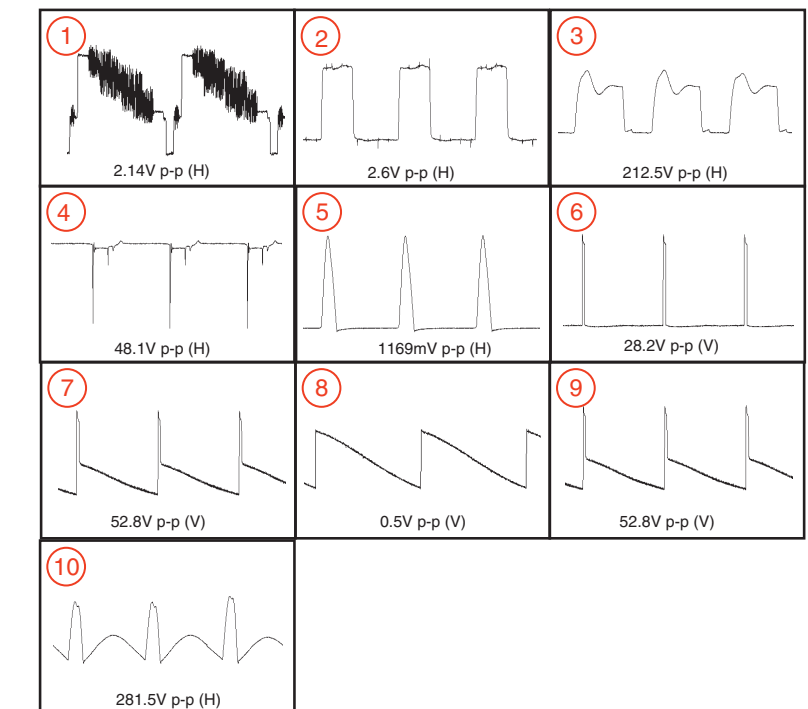 1
2.14V p-p (H)
2
2.6V p-p (H)
3
212.5V p-p (H)
4
48.1V p-p (H)
5
1169mV p-p (H)
6
28.2V p-p (V)
7
52.8V p-p (V)
8
0.5V p-p (V)
9
52.8V p-p (V)
10
281.5V p-p (H)